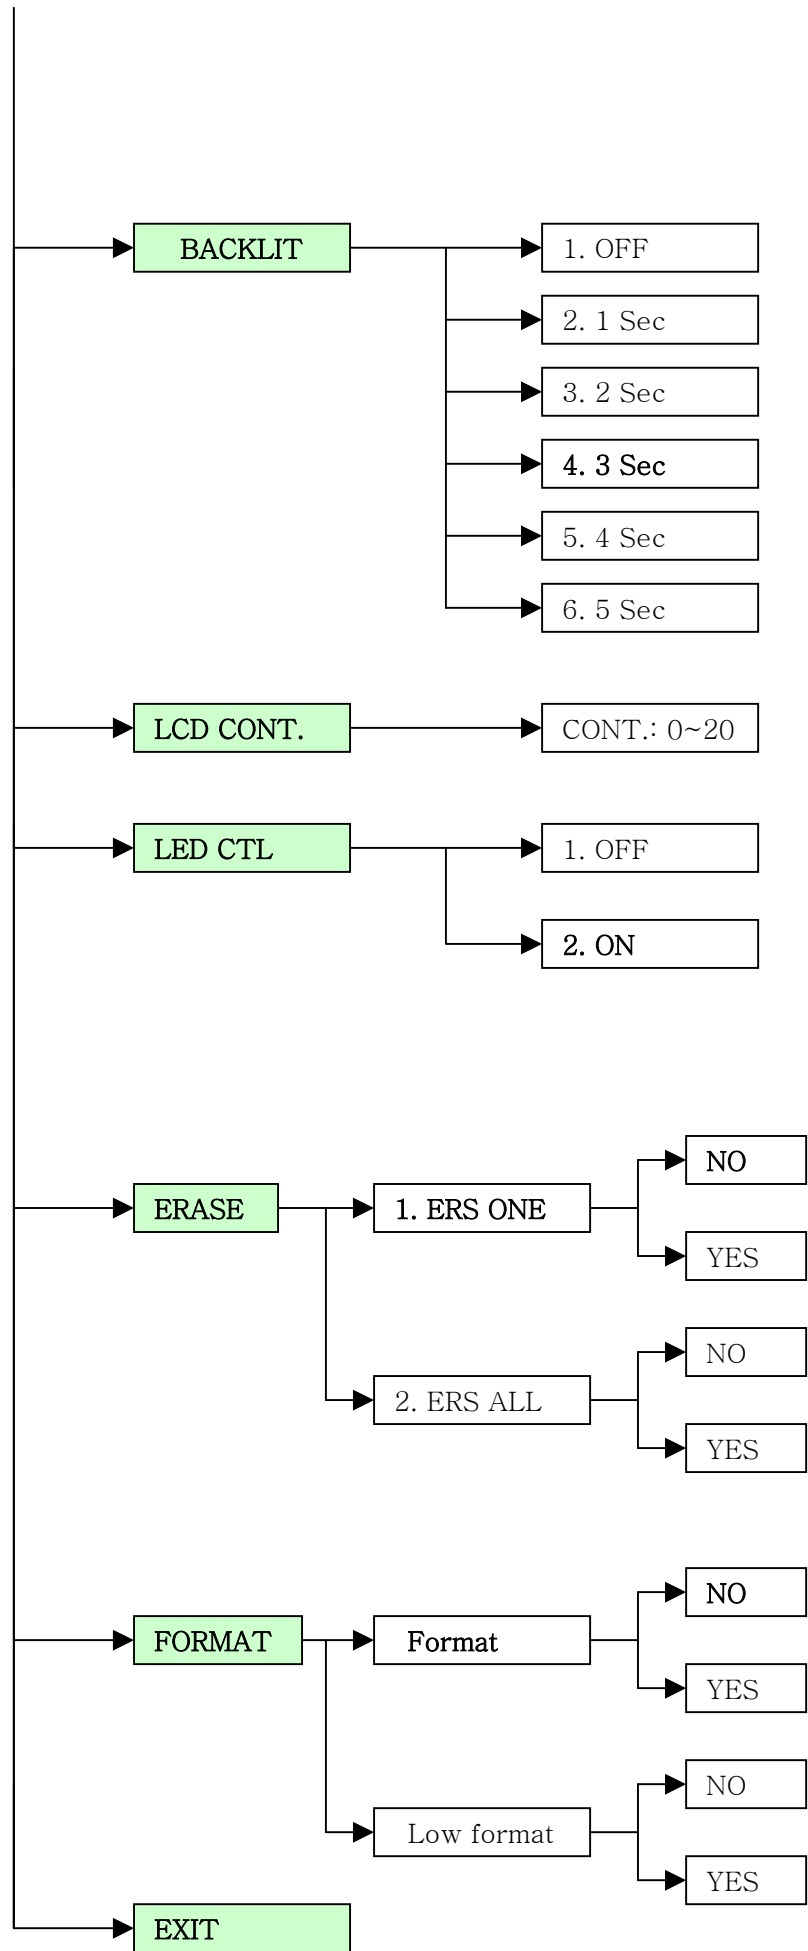 BACKLIT
1. OFF
2. 1 Sec
3. 2 Sec
4. 3 Sec
5. 4 Sec
6. 5 Sec
LCD CONT.
CONT.: 0~20
LED CTL
1. OFF
2. ON
ERASE
1. ERS ONE
NO
YES
2. ERS ALL
NO
YES
FORMAT
Format
NO
YES
Low format
NO
YES
EXIT